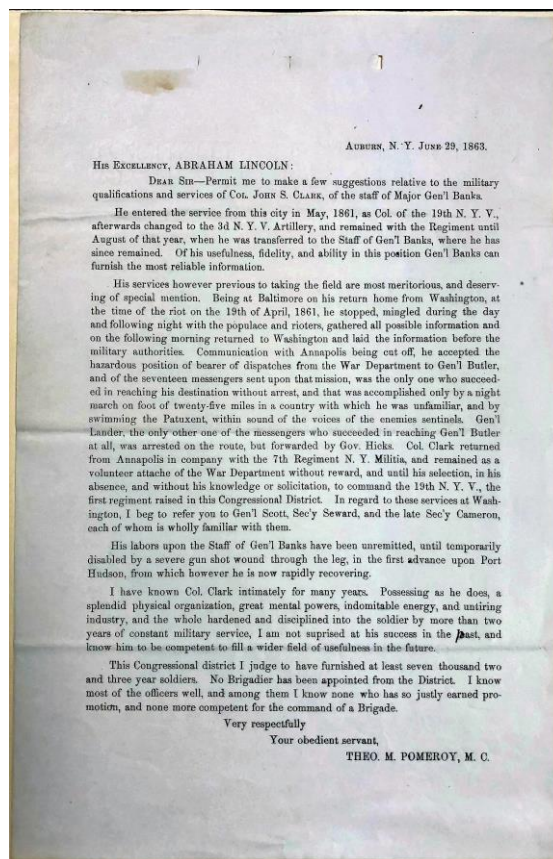 AUBURN, N. Y. JUNE 29, 1863.
HIS EXCELLENCY, ABRAHAM LINCOLN:
DEAR SIR—Permit me to make a few suggestions relative to the military
qualifications and services of COL. JOHN S. CLARK, of the staff of Major Gen'l Banks.
He entered the service from this city in May, 1861, as Col. of the 19th N. Y. V.,
afterwards changed to the 3d N. Y. V. Artillery, and remained with the Regiment until
August of that year, when he was transferred to the Staff of Gen'l Banks, where he has
since remained. Of his usefulness, fidelity, and ability in this position Gen'l Banks can
furnish the most reliable information.
His services however previous to taking the field are most meritorious, and deserv-
ing of special mention. Being at Baltimore on his return home from Washington, at
the time of the riot on the 19th of April, 1861, he stopped, mingled during the day
and following night with the populace and rioters, gathered all possible information and
on the following morning returned to Washington and laid the information before the
military authorities. Communication with Annapolis being cut off, he accepted the
hazardous position of bearer of dispatches from the War Department to Gen'l Butler,
and of the seventeen messengers sent upon that mission, was the only one who succeed-
ed in reaching his destination without arrest, and that was accomplished only by a night
march on foot of twenty-five miles in a country with which he was unfamiliar, and by
swimming the Patuxent, within sound of the voices of the enemies sentinels. Gen'l
Lander, the only other one of the messengers who succeeded in reaching Gen'l Butler
at all, was arrested on the route, but forwarded by Gov. Hicks. Col. Clark returned
from Annapolis in company with the 7th Regiment N. Y. Militia, and remained as a
volunteer attache of the War Department without reward, and until his selection, in his
absence, and without his knowledge or solicitation, to command the 19th N. Y. V., the
first regiment raised in this Congressional District. In regard to these services at Wash-
ington, I beg to refer you to Gen'l Scott, Sec'y Seward, and the late Sec'y Cameron,
each of whom is wholly familiar with them.
His labors upon the Staff of Gen'l Banks have been unremitted, until temporarily
disabled by a severe gun shot wound through the leg, in the first advance upon Port
Hudson, from which however he is now rapidly recovering.
I have known Col. Clark intimately for many years. Possessing as he does, a
splendid physical organization, great mental powers, indomitable energy, and untiring
industry, and the whole hardened and disciplined into the soldier by more than two
years of constant military service, I am not suprised at his success in the past, and
know him to be competent to fill a wider field of usefulness in the future.
This Congressional district I judge to have furnished at least seven thousand two
and three year soldiers. No Brigadier has been appointed from the District. I know
most of the officers well, and among them I know none who has so justly earned pro-
motion, and none more competent for the command of a Brigade.
Very respectfully
Your obedient servant,
THEO. M. POMEROY, M. C.